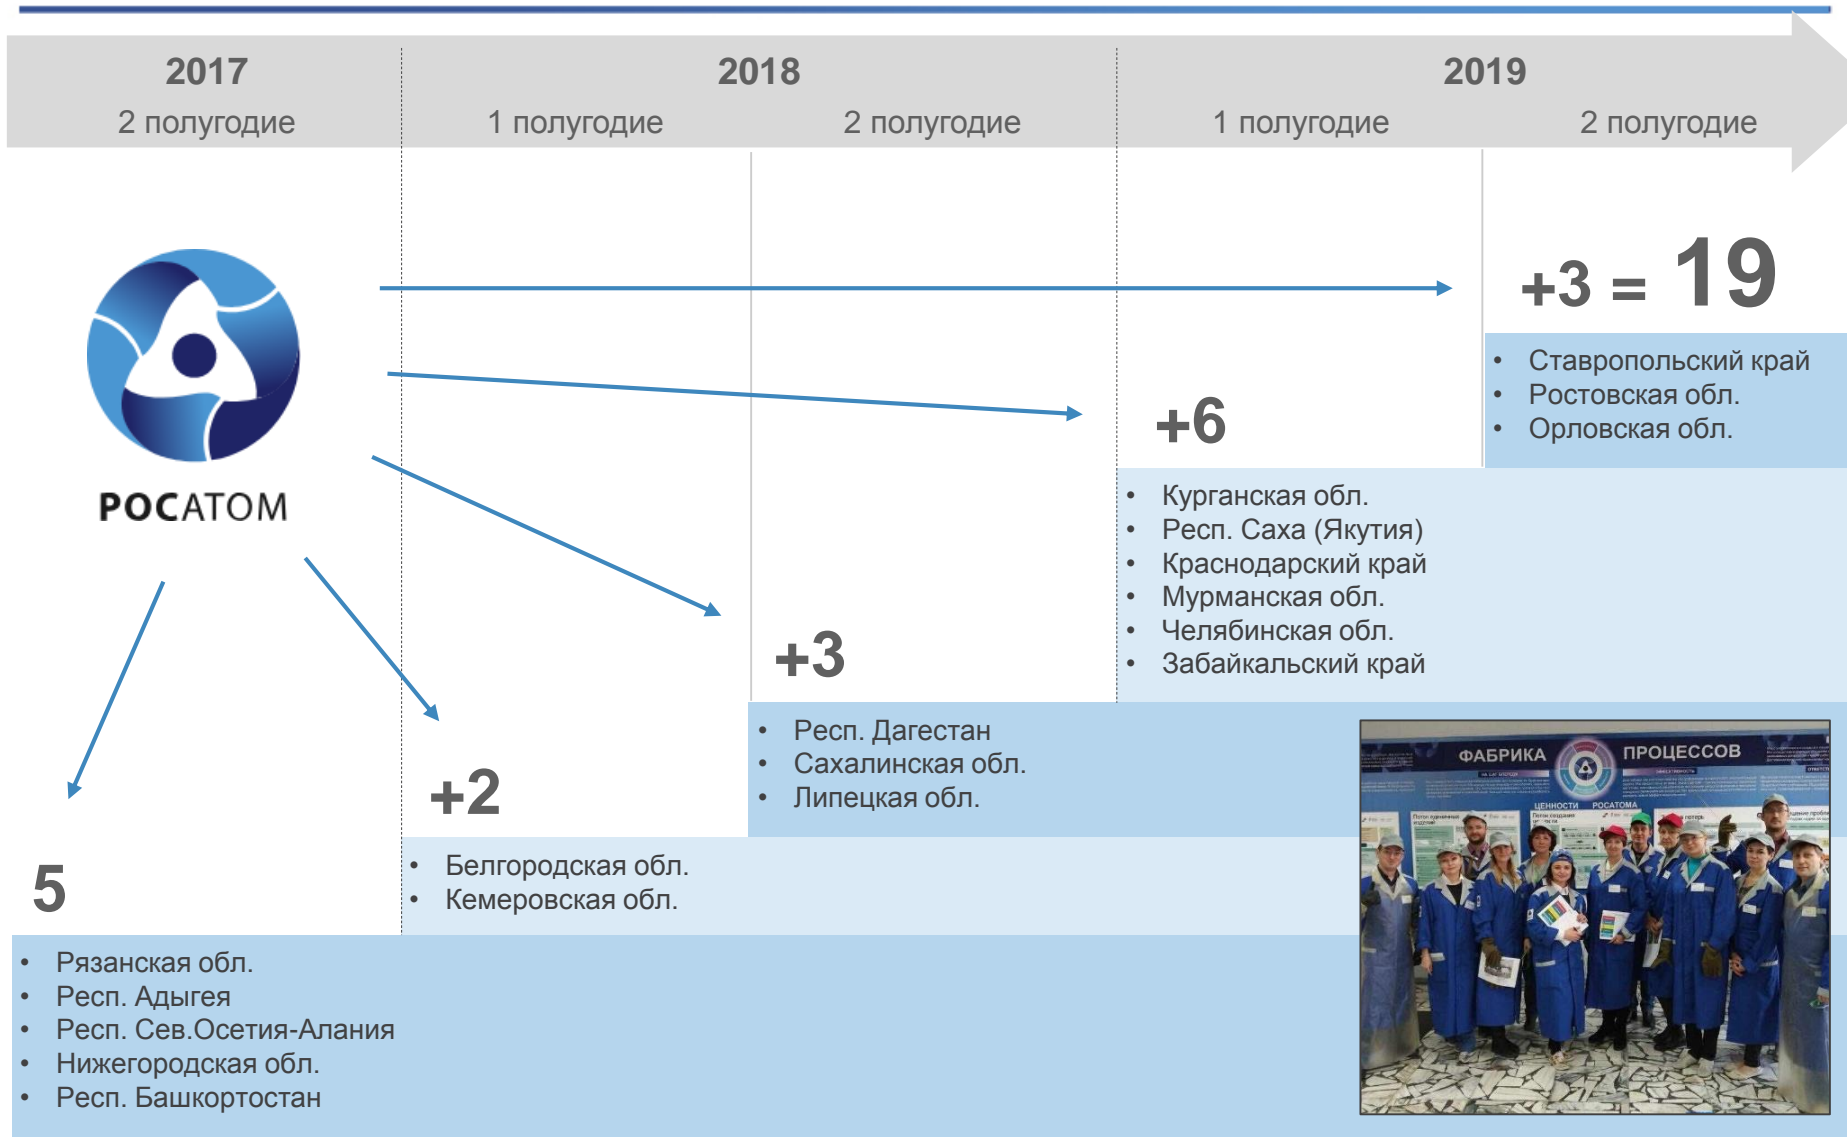 2017
2018
2019
2 полугодие
1 полугодие
2 полугодие
1 полугодие
2 полугодие
РОСАТОМ
+3 = 19
• Ставропольский край
• Ростовская обл.
• Орловская обл.
+6
• Курганская обл.
• Респ. Саха (Якутия)
• Краснодарский край
• Мурманская обл.
• Челябинская обл.
• Забайкальский край
+3
• Респ. Дагестан
• Сахалинская обл.
• Липецкая обл.
+2
• Белгородская обл.
• Кемеровская обл.
5
• Рязанская обл.
• Респ. Адыгея
• Респ. Сев.Осетия-Алания
• Нижегородская обл.
• Респ. Башкортостан
ФАБРИКА ПРОЦЕССОВ
ЭФФЕКТИВНОСТЬ
ЦЕННОСТИ РОСАТОМА